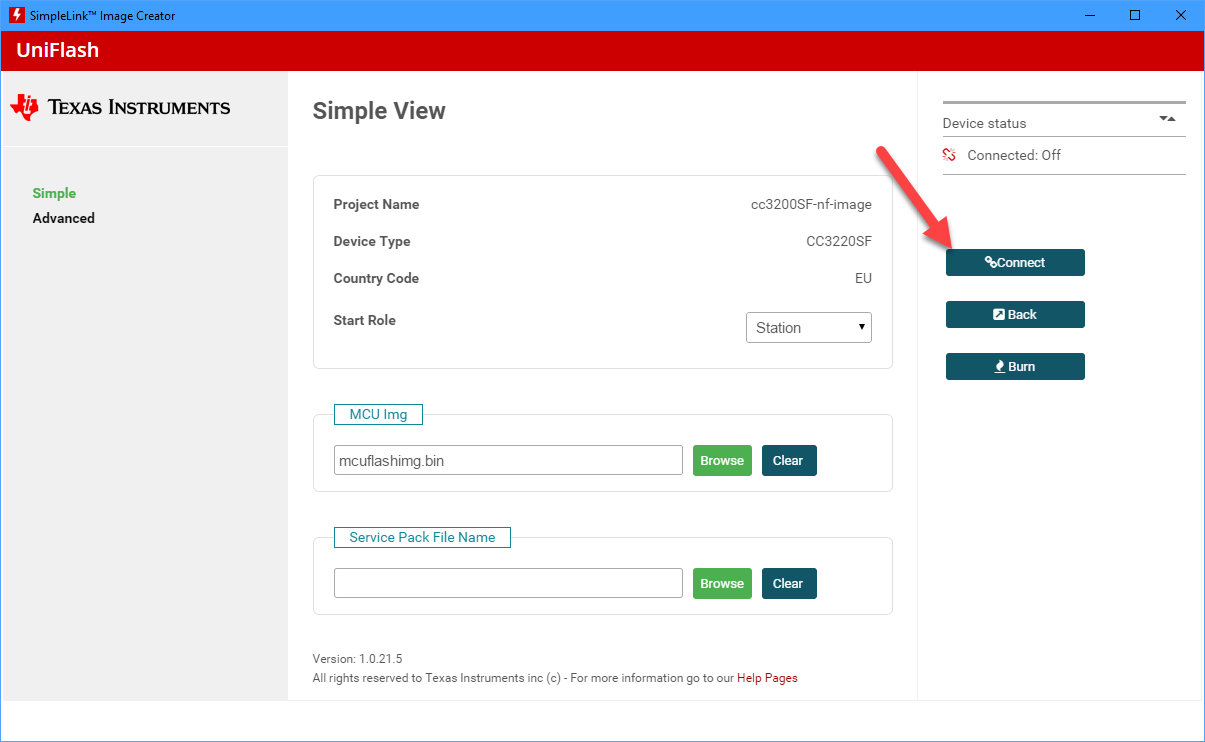 SimpleLink™ Image Creator
UniFlash
TEXAS INSTRUMENTS
Simple
Advanced
Simple View
Project Name cc3200SF-nf-image
Device Type CC3220SF
Country Code EU
Start Role Station
MCU Img
mcuflashimg.bin Browse Clear
Service Pack File Name
Browse Clear
Version: 1.0.21.5
All rights reserved to Texas Instruments inc (c) - For more information go to our Help Pages
Device status
Connected: Off
Connect
Back
Burn